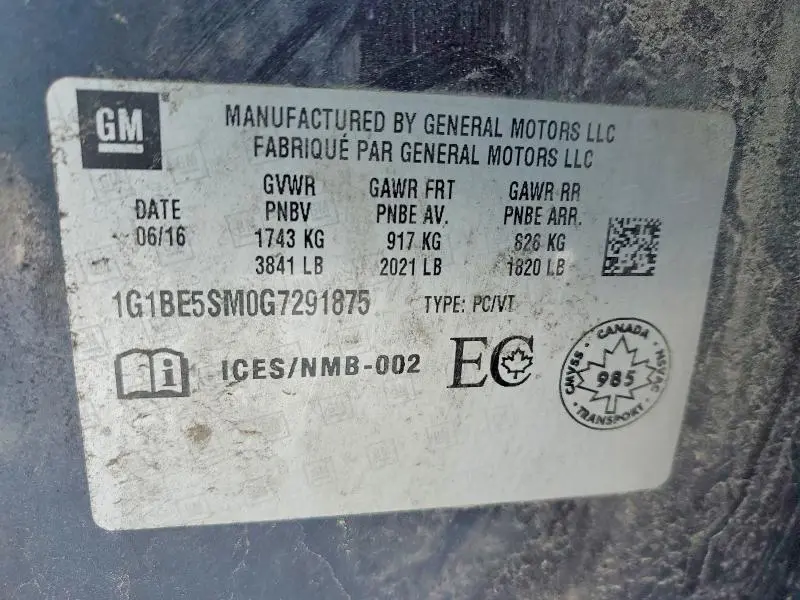 GM
MANUFACTURED BY GENERAL MOTORS LLC
FABRIQUÉ PAR GENERAL MOTORS LLC
DATE
06/16
GVWR
PNBV
1743 KG
3841 LB
GAWR FRT
PNBE AV.
917 KG
2021 LB
GAWR RR
PNBE ARR.
826 KG
1820 LB
1G1BE5SM0G7291875 TYPE: PC/VT
i ICES/NMB-002 EC
CANADA
CMVSS 985 NSVAC
TRANSPORT